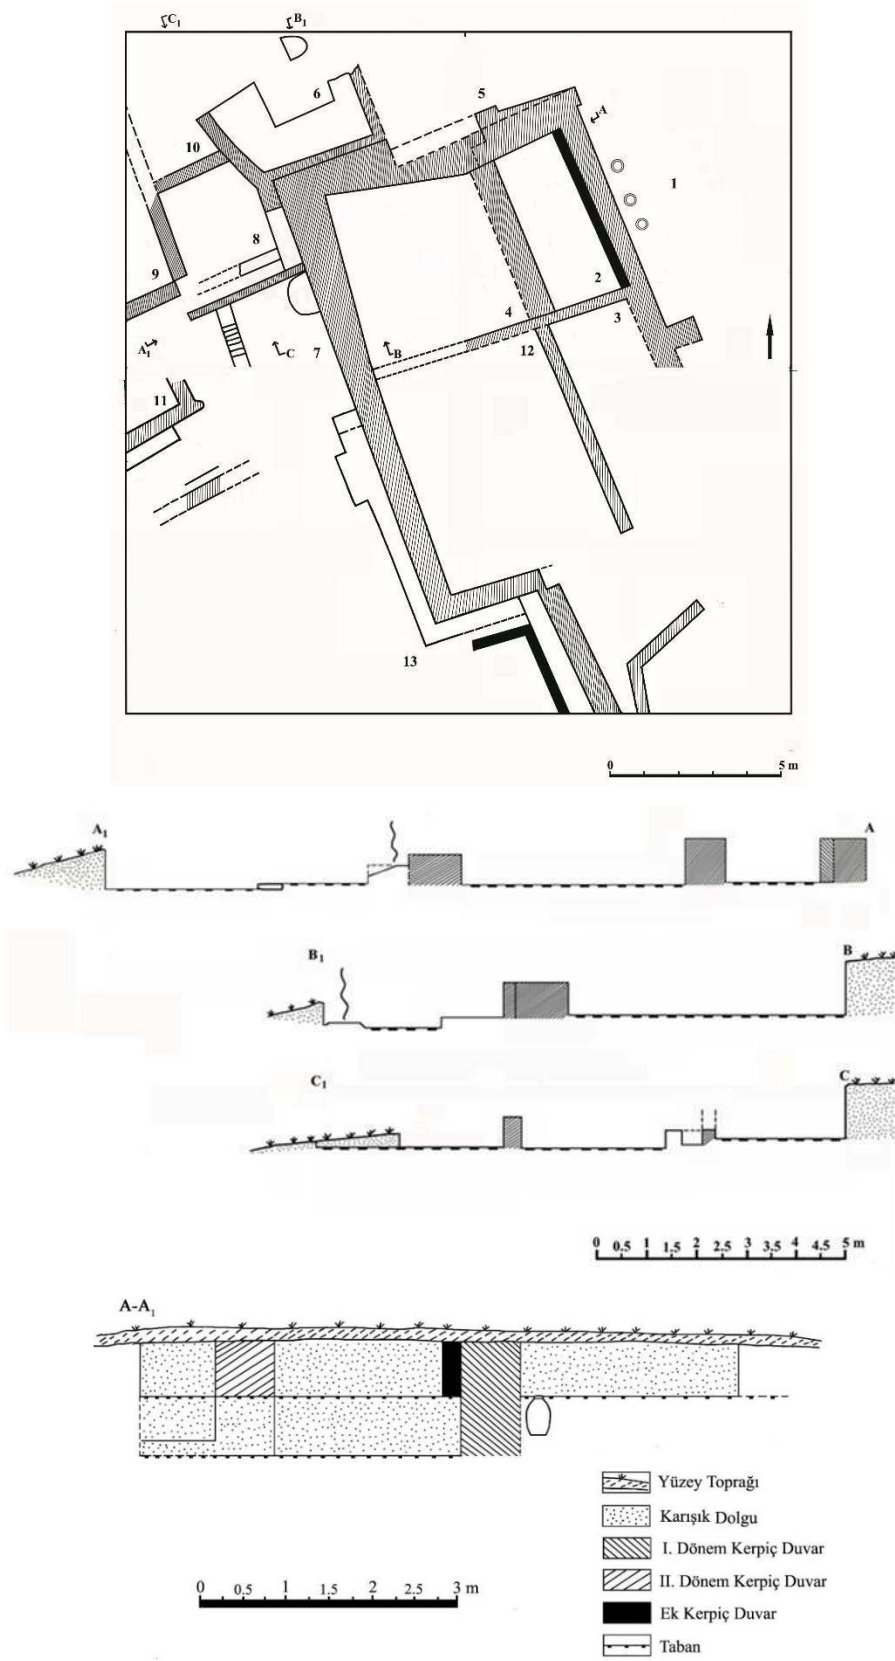 C1 B1
6
5
A
10
1
8
9
2
4
3
A1 C 7 B 12
11
13
0 5 m
A1 A
B1 B
C1 C
0 0.5 1 1.5 2 2.5 3 3.5 4 4.5 5 m
A-A1
Yüzey Toprağı
Karışık Dolgu
I. Dönem Kerpiç Duvar
II. Dönem Kerpiç Duvar
0 0.5 1 1.5 2 2.5 3 m
Ek Kerpiç Duvar
Taban